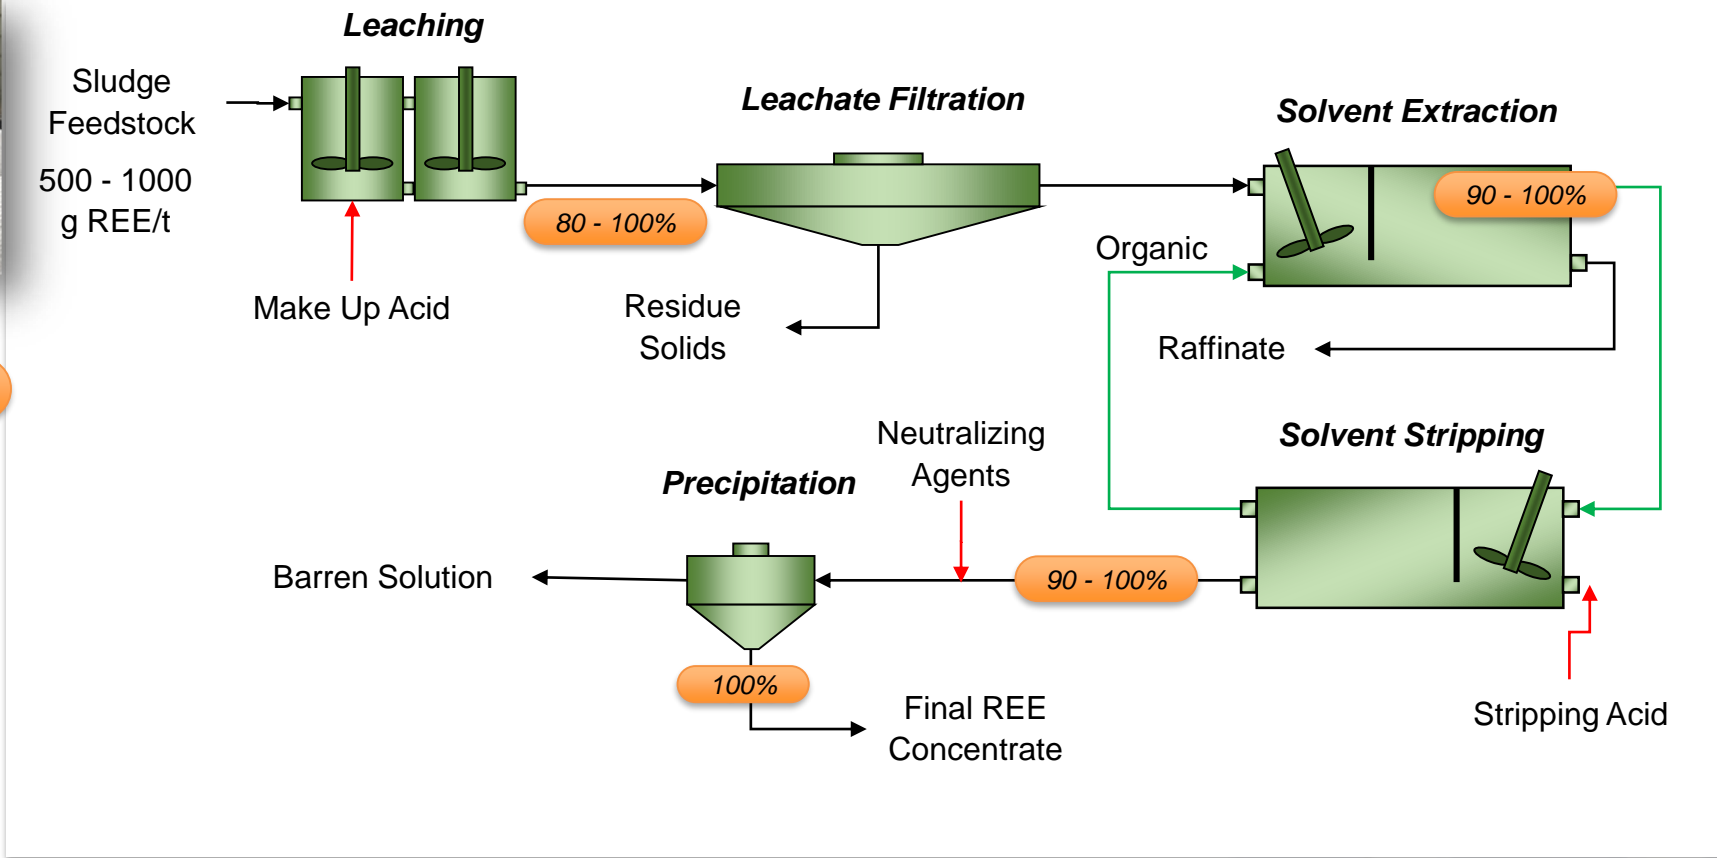 Leaching
Sludge
Feedstock
500 - 1000
g REE/t
Make Up Acid
80 - 100%
Leachate Filtration
Residue
Solids
Solvent Extraction
90 - 100%
Organic
Raffinate
Solvent Stripping
Stripping Acid
90 - 100%
Neutralizing
Agents
Precipitation
Barren Solution
100%
Final REE
Concentrate